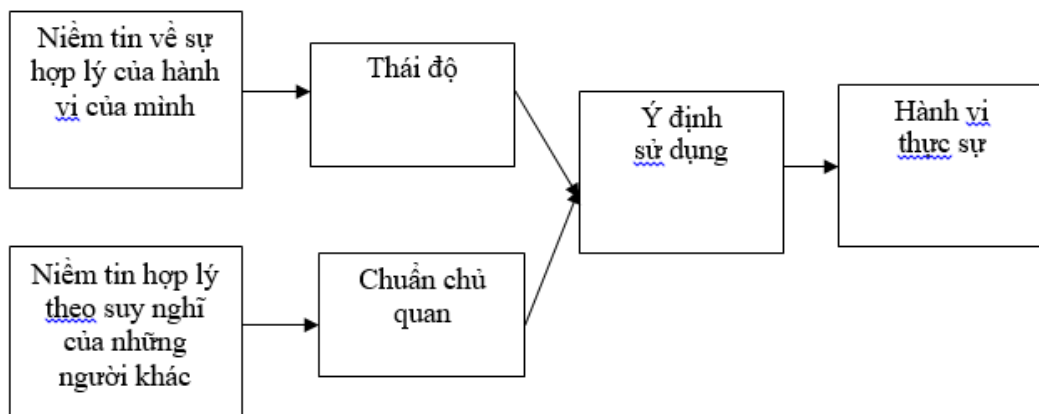 Niềm tin về sự
hợp lý của hành
vi của mình
Thái độ
Ý định
sử dụng
Hành vi
thực sự
Niềm tin hợp lý
theo suy nghĩ
của những
người khác
Chuẩn chủ
quan